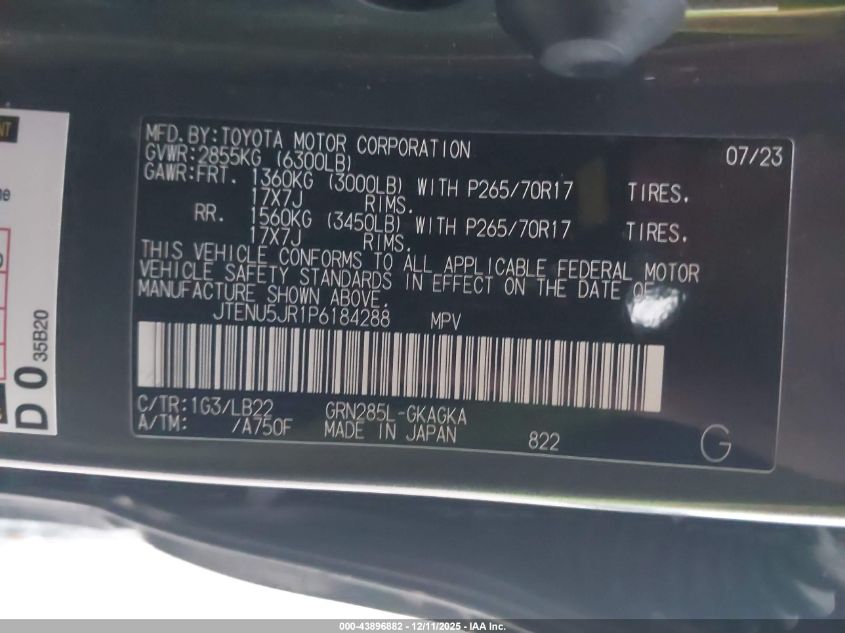 MFD. BY: TOYOTA MOTOR CORPORATION 07/23
GVWR: 2855KG (6300LB)
GAWR: FRT. 1360KG (3000LB) WITH P265/70R17 TIRES.
17X7J RIMS.
RR. 1560KG (3450LB) WITH P265/70R17 TIRES.
17X7J RIMS.
THIS VEHICLE CONFORMS TO ALL APPLICABLE FEDERAL MOTOR
VEHICLE SAFETY STANDARDS IN EFFECT ON THE DATE OF
MANUFACTURE SHOWN ABOVE.
JTENU5JR1P6184288 MPV
C/TR: 1G3/LB22 GRN285L-GKAGKA
A/TM: /A750F MADE IN JAPAN 822 G
D 0 35B20
000-43896882 - 12/11/2025 - IAA Inc.